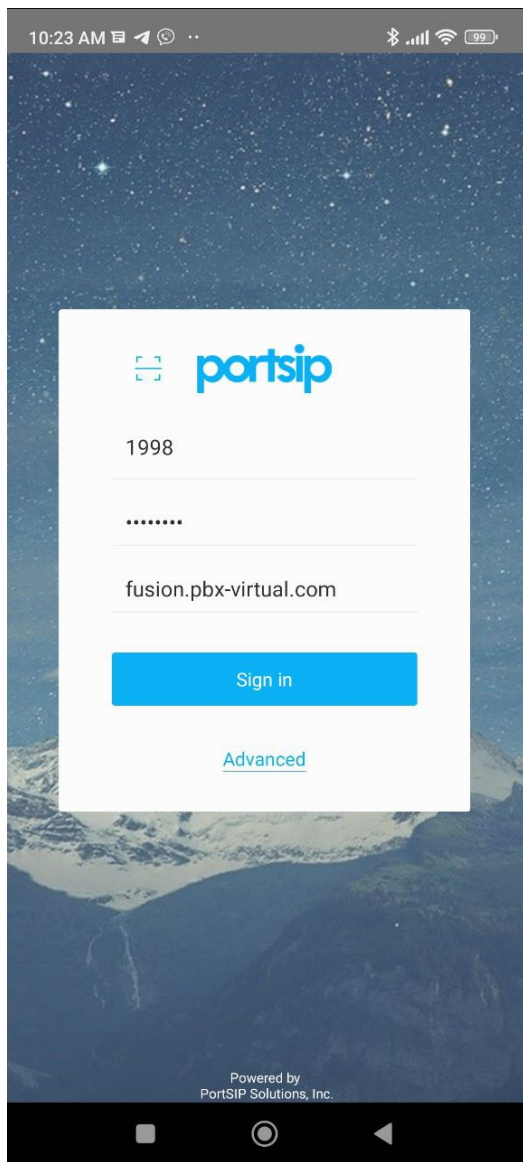 10:23 AM
99
portsip
1998
••••••••
fusion.pbx-virtual.com
Sign in
Advanced
Powered by
PortSIP Solutions, Inc.